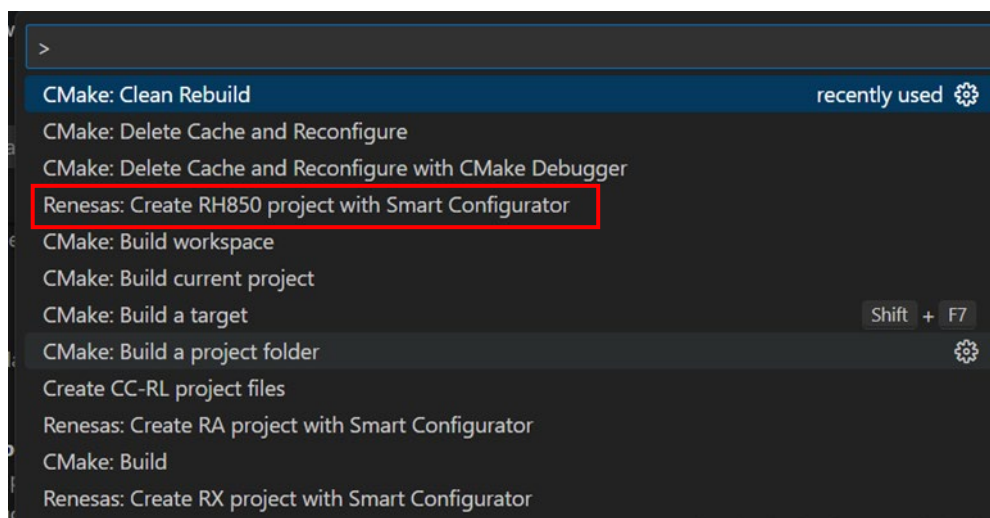 >
CMake: Clean Rebuild recently used
CMake: Delete Cache and Reconfigure
CMake: Delete Cache and Reconfigure with CMake Debugger
Renesas: Create RH850 project with Smart Configurator
CMake: Build workspace
CMake: Build current project
CMake: Build a target Shift + F7
CMake: Build a project folder
Create CC-RL project files
Renesas: Create RA project with Smart Configurator
CMake: Build
Renesas: Create RX project with Smart Configurator